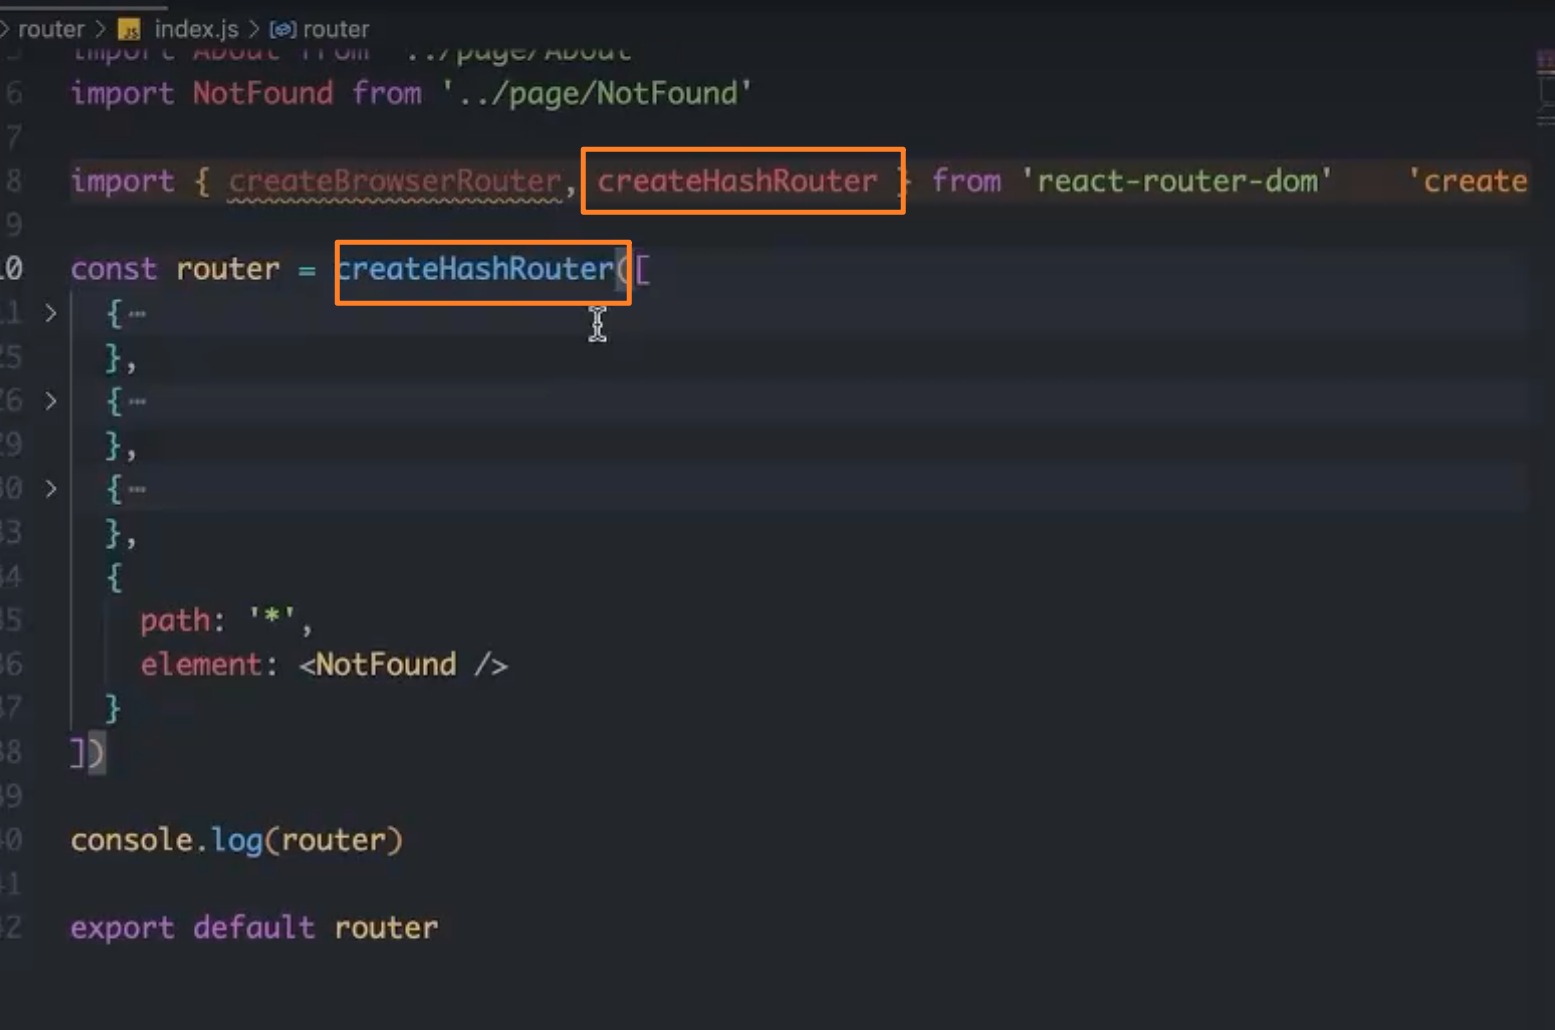 router > JS index.js > router
5 import About from '../page/About'
6 import NotFound from '../page/NotFound'
7
8 import { createBrowserRouter, createHashRouter } from 'react-router-dom' 'create
9
10 const router = createHashRouter([
11 > {…
25 },
26 > {…
29 },
30 > {…
33 },
34 {
35 path: '*',
36 element: <NotFound />
37 }
38 ])
39
40 console.log(router)
41
42 export default router